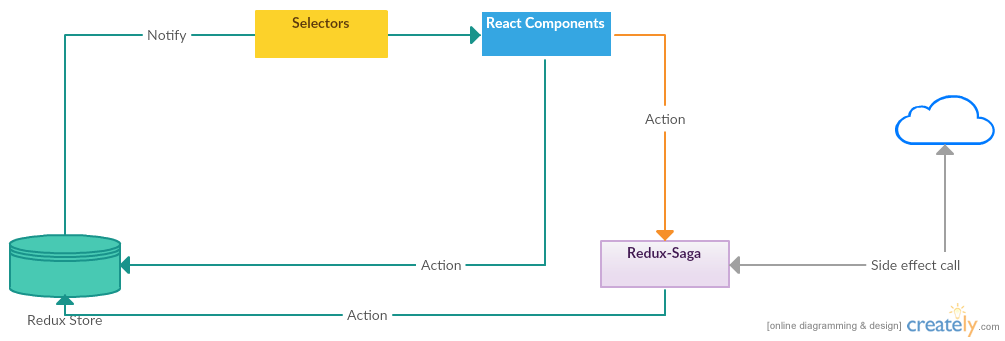 Notify
Selectors
React Components
Action
Redux-Saga
Action
Side effect call
Action
Redux Store
[online diagramming & design] creately.com